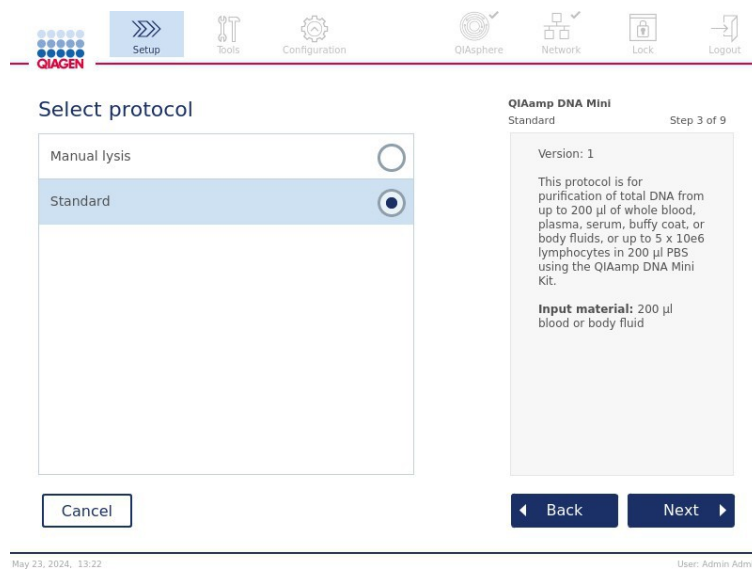 Setup
Tools
Configuration
QIAsphere
Network
Lock
Logout
QIAGEN
Select protocol
QIAamp DNA Mini
Standard
Step 3 of 9
Manual lysis
Standard
Version: 1
This protocol is for
purification of total DNA from
up to 200 µl of whole blood,
plasma, serum, buffy coat, or
body fluids, or up to 5 x 10e6
lymphocytes in 200 µl PBS
using the QIAamp DNA Mini
Kit.
Input material: 200 µl
blood or body fluid
Cancel
Back
Next
May 23, 2024, 13:22
User: Admin Adm